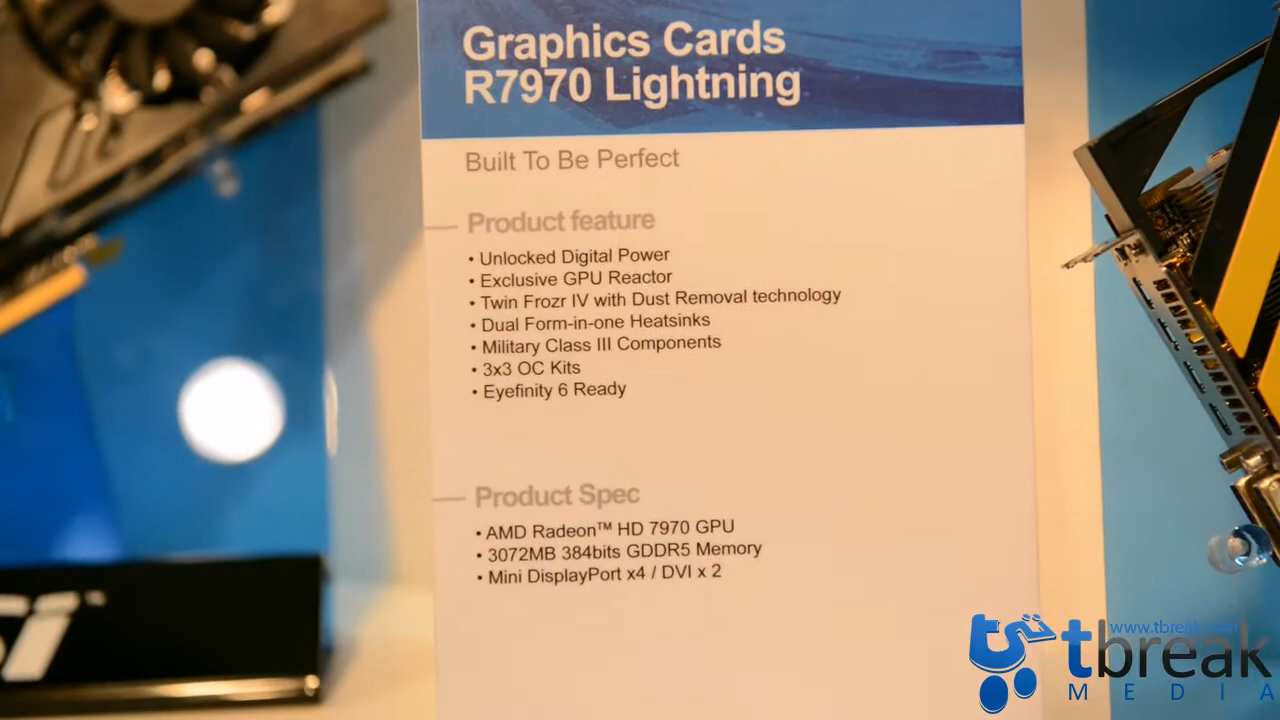 Graphics Cards
R7970 Lightning
Built To Be Perfect
Product feature
• Unlocked Digital Power
• Exclusive GPU Reactor
• Twin Frozr IV with Dust Removal technology
• Dual Form-in-one Heatsinks
• Military Class III Components
• 3x3 OC Kits
• Eyefinity 6 Ready
Product Spec
• AMD Radeon™ HD 7970 GPU
• 3072MB 384bits GDDR5 Memory
• Mini DisplayPort x4 / DVI x 2
www.tbreak.com
tbreak
MEDIA